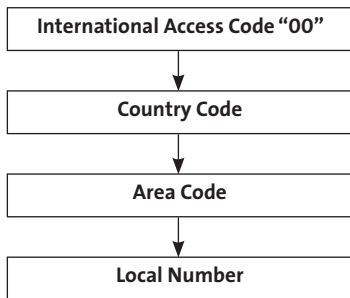 International Access Code “00”
Country Code
Area Code
Local Number